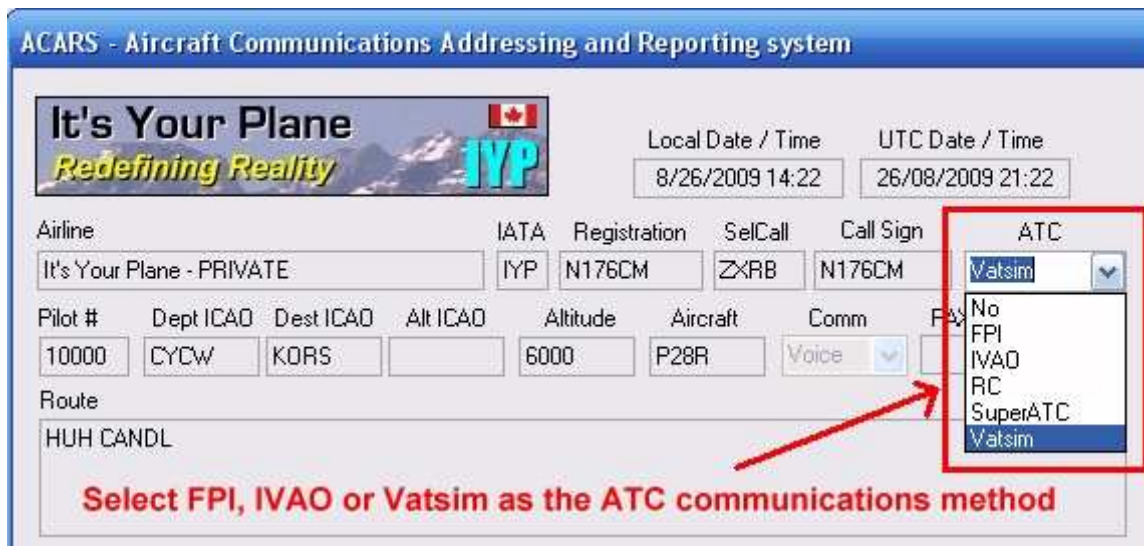 ACARS - Aircraft Communications Addressing and Reporting system
It's Your Plane
Redefining Reality
IYP
Local Date / Time
UTC Date / Time
8/26/2009 14:22
26/08/2009 21:22
Airline
IATA
Registration
SelCall
Call Sign
ATC
It's Your Plane - PRIVATE
IYP
N176CM
ZXRB
N176CM
Vatsim
Pilot #
Dept ICAO
Dest ICAO
Alt ICAO
Altitude
Aircraft
Comm
10000
CYCW
KORS
6000
P28R
Voice
No
FPI
IVAO
RC
SuperATC
Vatsim
Route
HUH CANDL
Select FPI, IVAO or Vatsim as the ATC communications method